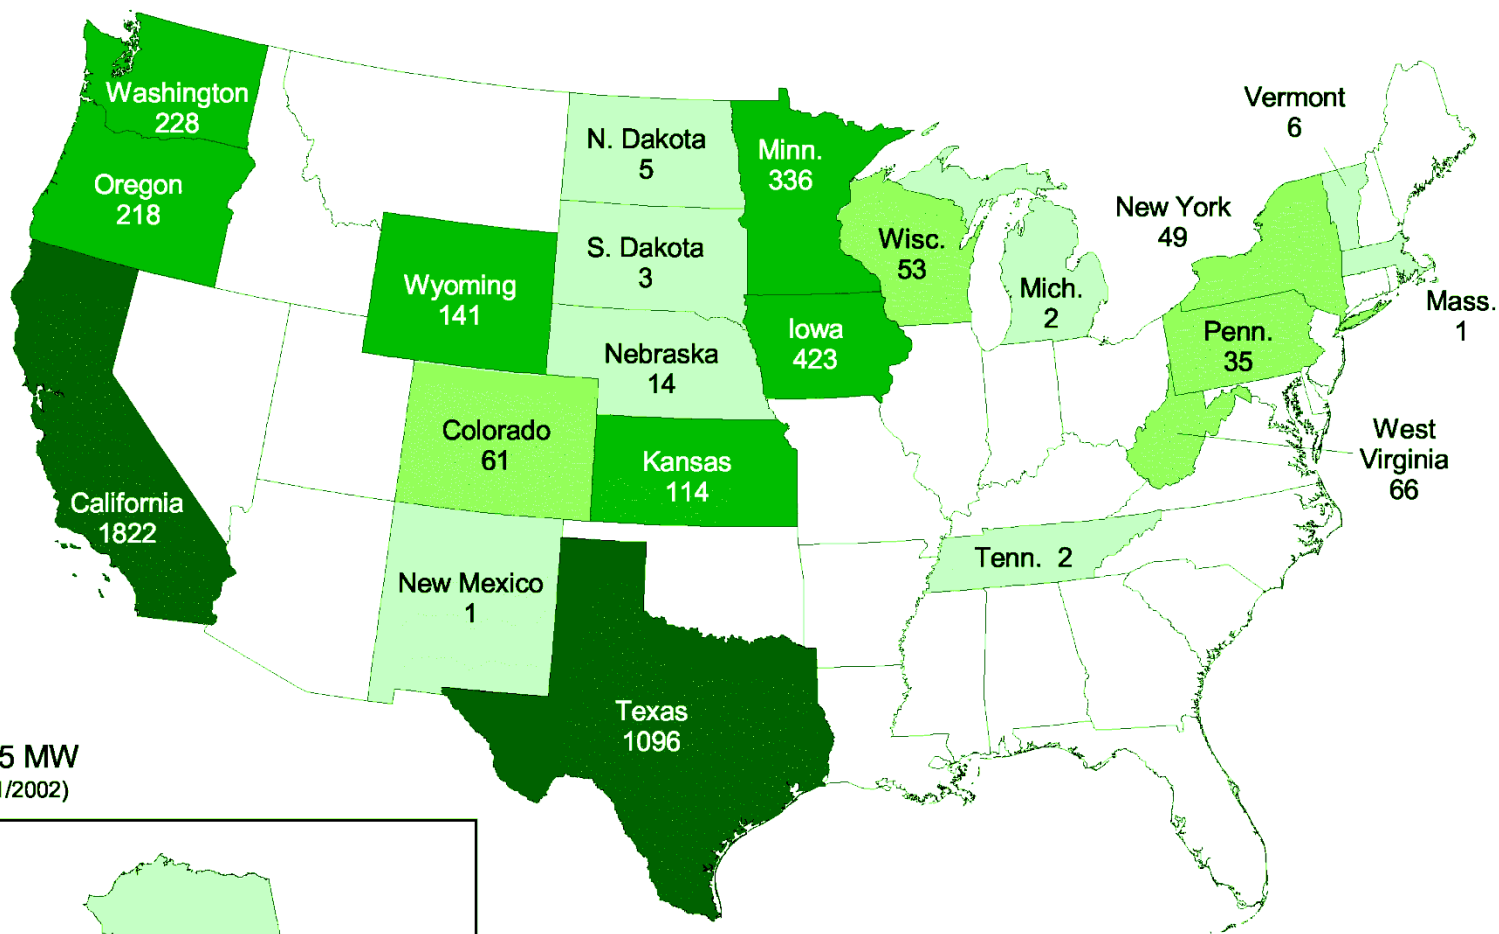 Washington
228
Oregon
218
California
1822
Wyoming
141
Colorado
61
New Mexico
1
N. Dakota
5
S. Dakota
3
Nebraska
14
Kansas
114
Texas
1096
Minn.
336
Iowa
423
Wisc.
53
Mich.
2
Tenn. 2
Vermont
6
New York
49
Mass.
1
Penn.
35
West
Virginia
66
5 MW
1/2002)